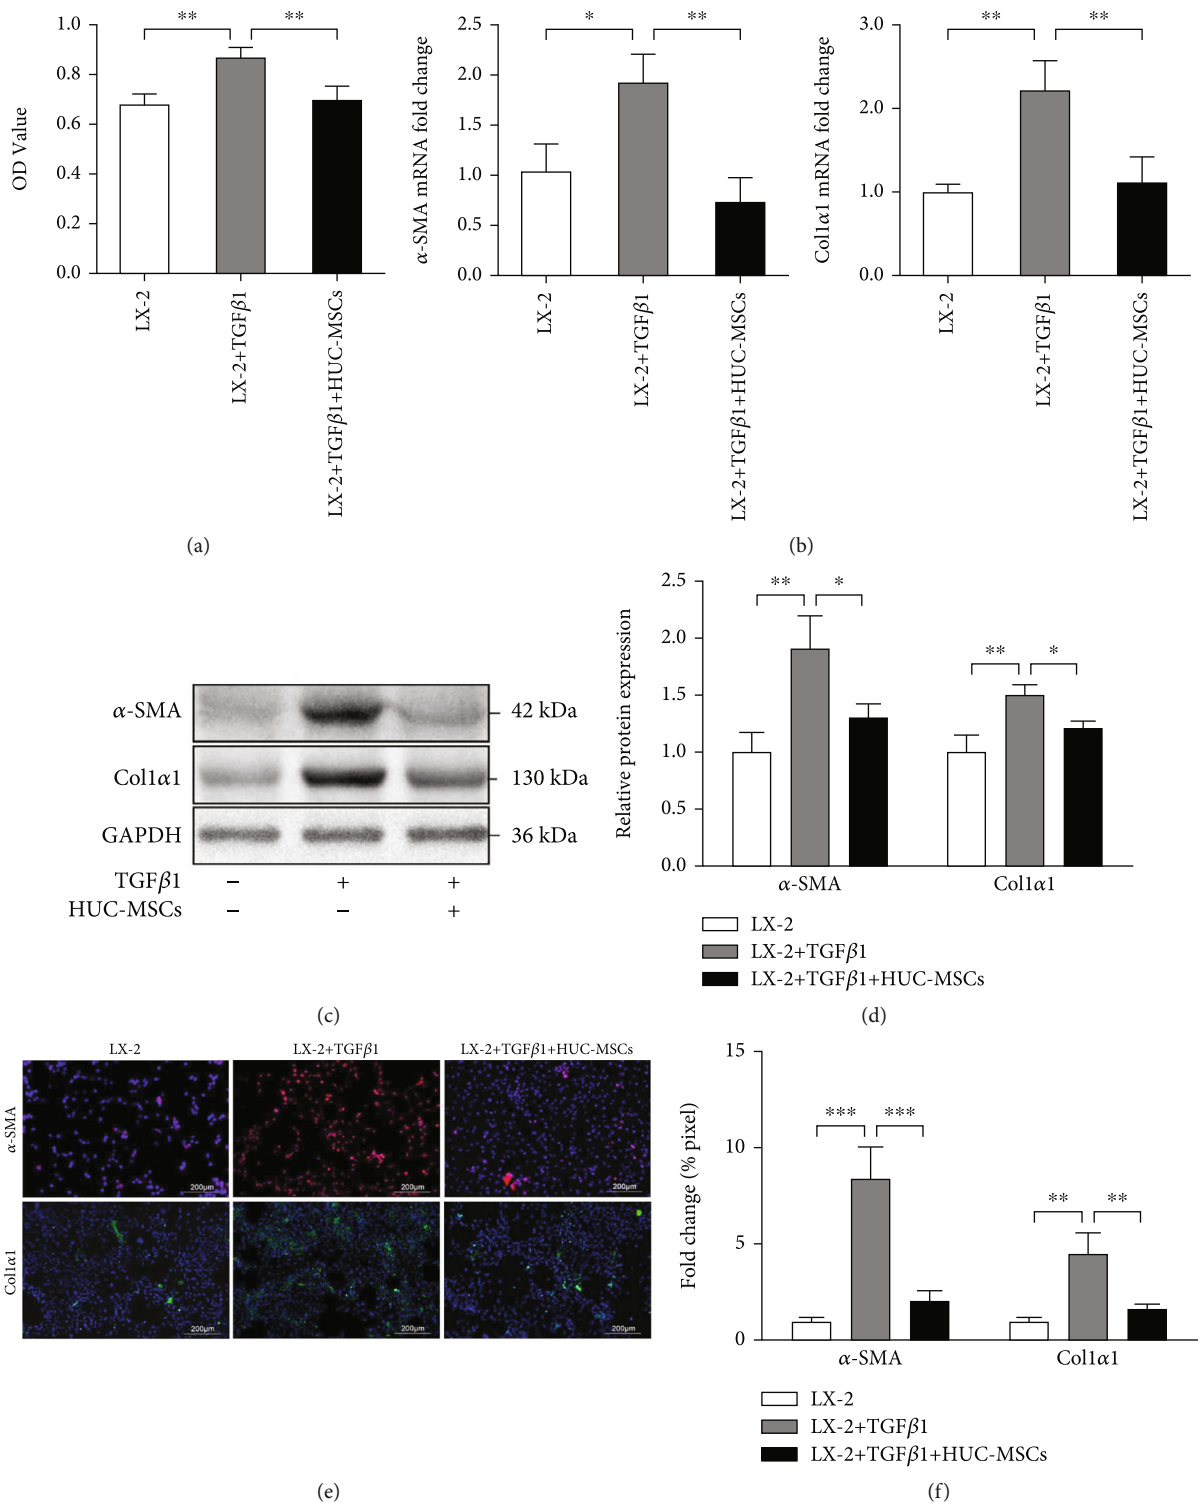 ** **
1.0
0.8
0.6
0.4
0.2
0.0
OD Value
LX-2
LX-2+TGFβ1
LX-2+TGFβ1+HUC-MSCs
(a)
* **
2.5
2.0
1.5
1.0
0.5
0.0
α-SMA mRNA fold change
LX-2
LX-2+TGFβ1
LX-2+TGFβ1+HUC-MSCs
** **
3.0
2.0
1.0
0.0
Col1α1 mRNA fold change
LX-2
LX-2+TGFβ1
LX-2+TGFβ1+HUC-MSCs
(b)
α-SMA 42 kDa
Col1α1 130 kDa
GAPDH 36 kDa
TGFβ1 − + +
HUC-MSCs − − +
(c)
2.5
2.0
1.5
1.0
0.5
0.0
Relative protein expression
** *
** *
α-SMA Col1α1
LX-2
LX-2+TGFβ1
LX-2+TGFβ1+HUC-MSCs
(d)
LX-2 LX-2+TGFβ1 LX-2+TGFβ1+HUC-MSCs
α-SMA
200μm 200μm 200μm
Col1α1
200μm 200μm 200μm
(e)
15
10
5
0
Fold change (% pixel)
*** ***
** **
α-SMA Col1α1
LX-2
LX-2+TGFβ1
LX-2+TGFβ1+HUC-MSCs
(f)